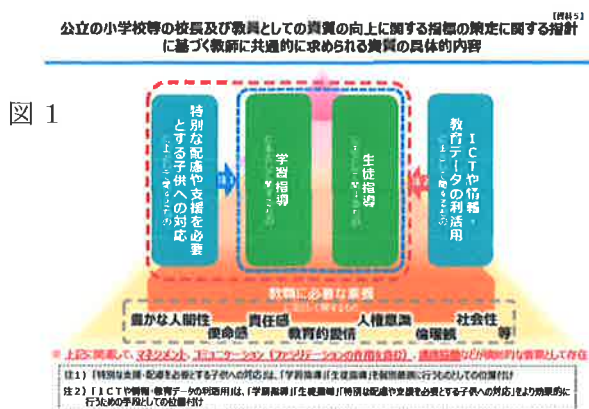 【資料5】
公立の小学校等の校長及び教員としての資質の向上に関する指標の策定に関する指針
に基づく教師に共通的に求められる資質の具体的内容
図 1
特別な配慮や支援を必要
とする子供への対応
学習指導
生徒指導
ICTや情報・
教育データの利活用
教職に必要な素養
豊かな人間性 責任感 人権意識 社会性
使命感 教育的愛情 倫理観 等
※ 上記に関連して、マネジメント、コミュニケーション（ファシリテーションの作用を含む）、連携協働などが横断的な要素として存在
注1）「特別な支援・配慮を必要とする子供への対応」は、「学習指導」「生徒指導」を個別最適に行うものとしての位置付け
注2）「ICTや情報・教育データの利活用」は、「学習指導」「生徒指導」「特別な配慮や支援を必要とする子供への対応」をより効果的に
行うための手段としての位置付け